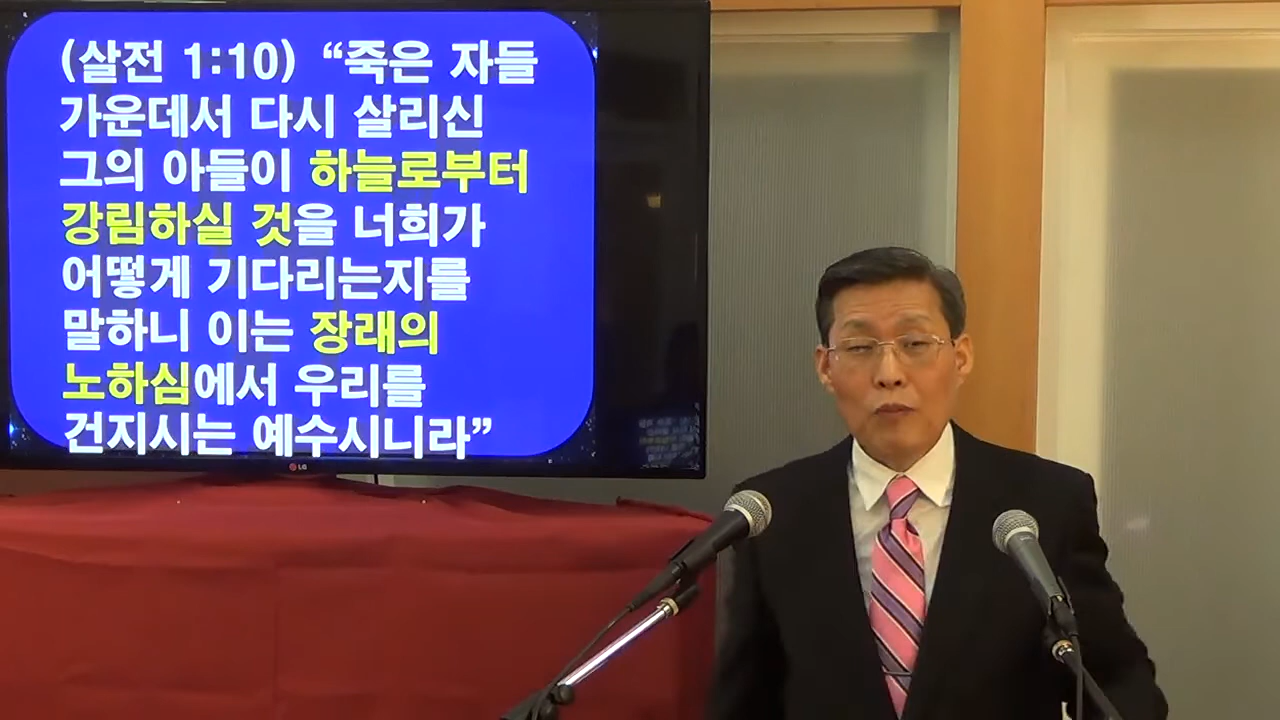 (살전 1:10) “죽은 자들
가운데서 다시 살리신
그의 아들이 하늘로부터
강림하실 것을 너희가
어떻게 기다리는지를
말하니 이는 장래의
노하심에서 우리를
건지시는 예수시니라”
LG